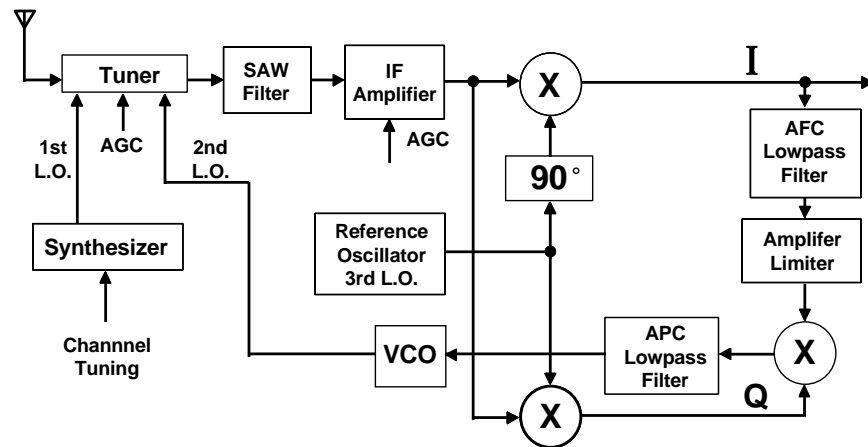 Tuner
SAW
Filter
IF
Amplifier
X
I
1st
L.O.
AGC
2nd
L.O.
AGC
90°
AFC
Lowpass
Filter
Synthesizer
Reference
Oscillator
3rd L.O.
Amplifer
Limiter
Channnel
Tuning
VCO
APC
Lowpass
Filter
X
X
Q